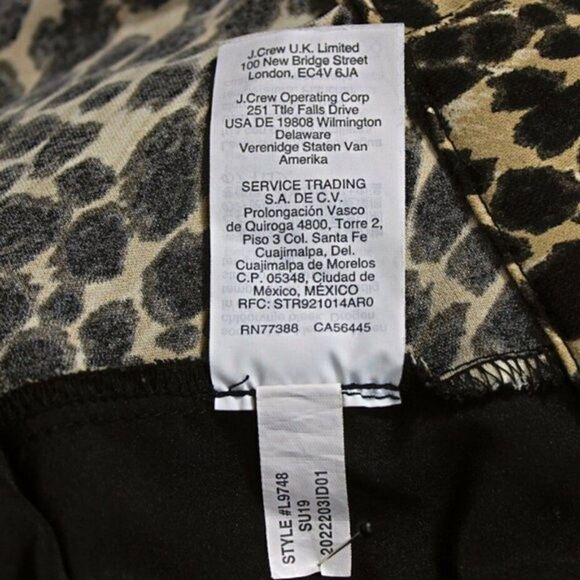 J.Crew U.K. Limited
100 New Bridge Street
London, EC4V 6JA
J.Crew Operating Corp
251 Ttle Falls Drive
USA DE 19808 Wilmington
Delaware
Verenidge Staten Van
Amerika
SERVICE TRADING
S.A. DE C.V.
Prolongación Vasco
de Quiroga 4800, Torre 2,
Piso 3 Col. Santa Fe
Cuajimalpa, Del.
Cuajimalpa de Morelos
C.P. 05348, Ciudad de
México, MÉXICO
RFC: STR921014AR0
RN77388 CA56445
STYLE #L9748
SU19
2022203ID01